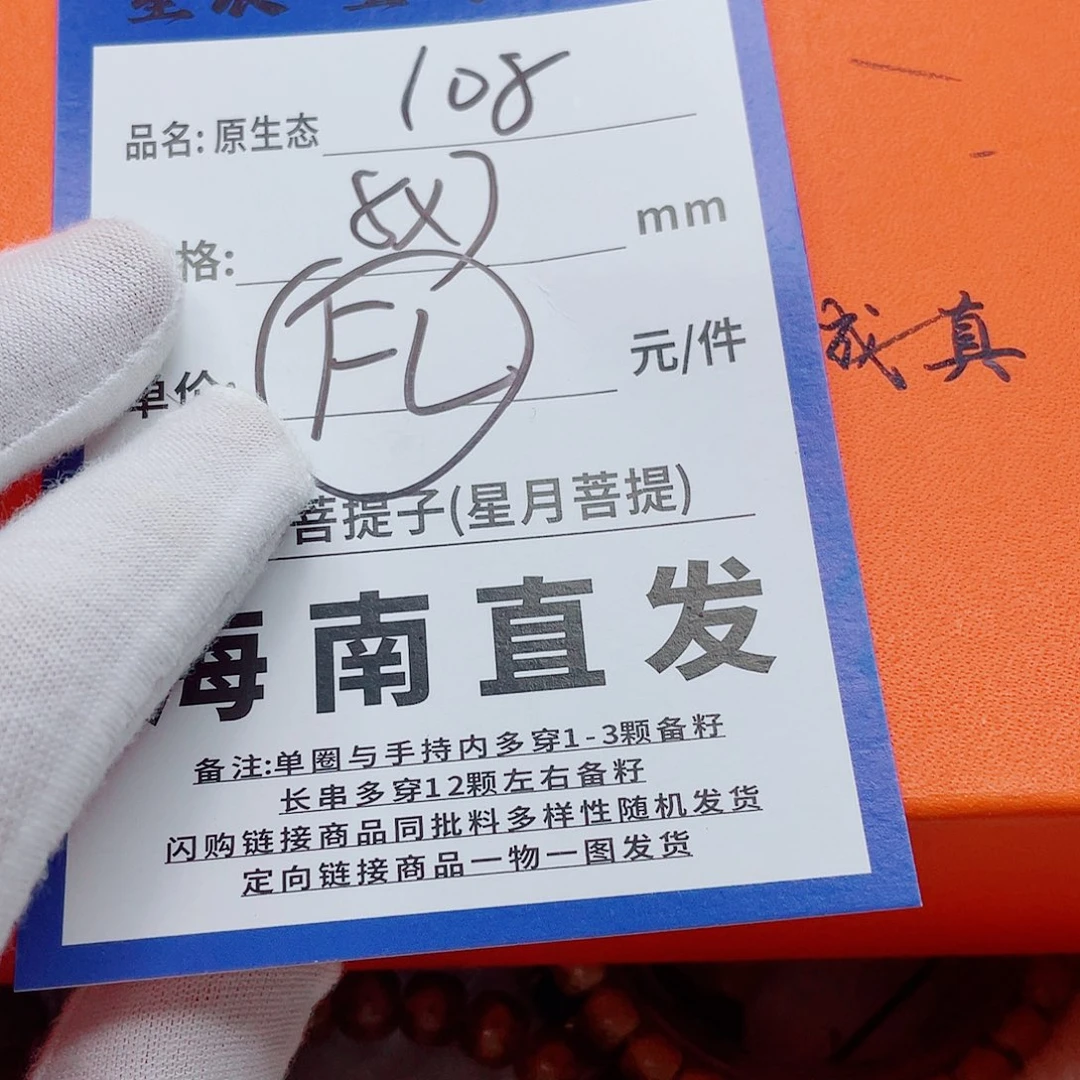 品名: 原生态 108
格: 8X7 mm
单价: FL 元/件
成真
菩提子(星月菩提)
海南直发
备注:单圈与手持内多穿1-3颗备籽
长串多穿12颗左右备籽
闪购链接商品同批料多样性随机发货
定向链接商品一物一图发货